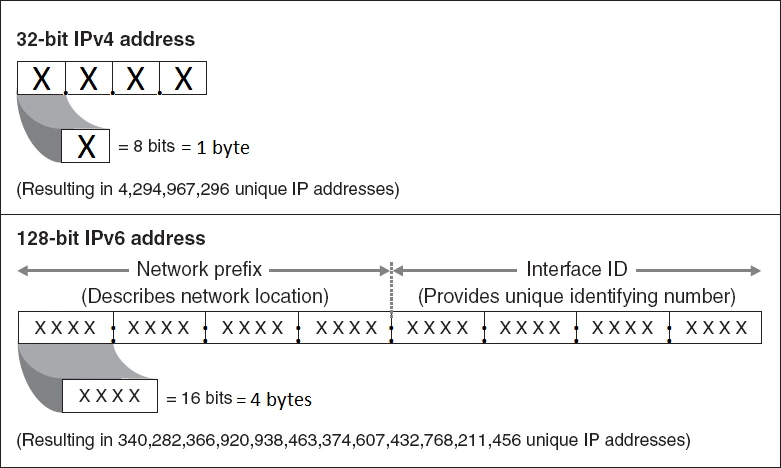 32-bit IPv4 address
X.X.X.X
X = 8 bits = 1 byte
(Resulting in 4,294,967,296 unique IP addresses)
128-bit IPv6 address
Network prefix Interface ID
(Describes network location) (Provides unique identifying number)
XXXX:XXXX:XXXX:XXXX:XXXX:XXXX:XXXX:XXXX
XXXX = 16 bits = 4 bytes
(Resulting in 340,282,366,920,938,463,374,607,432,768,211,456 unique IP addresses)